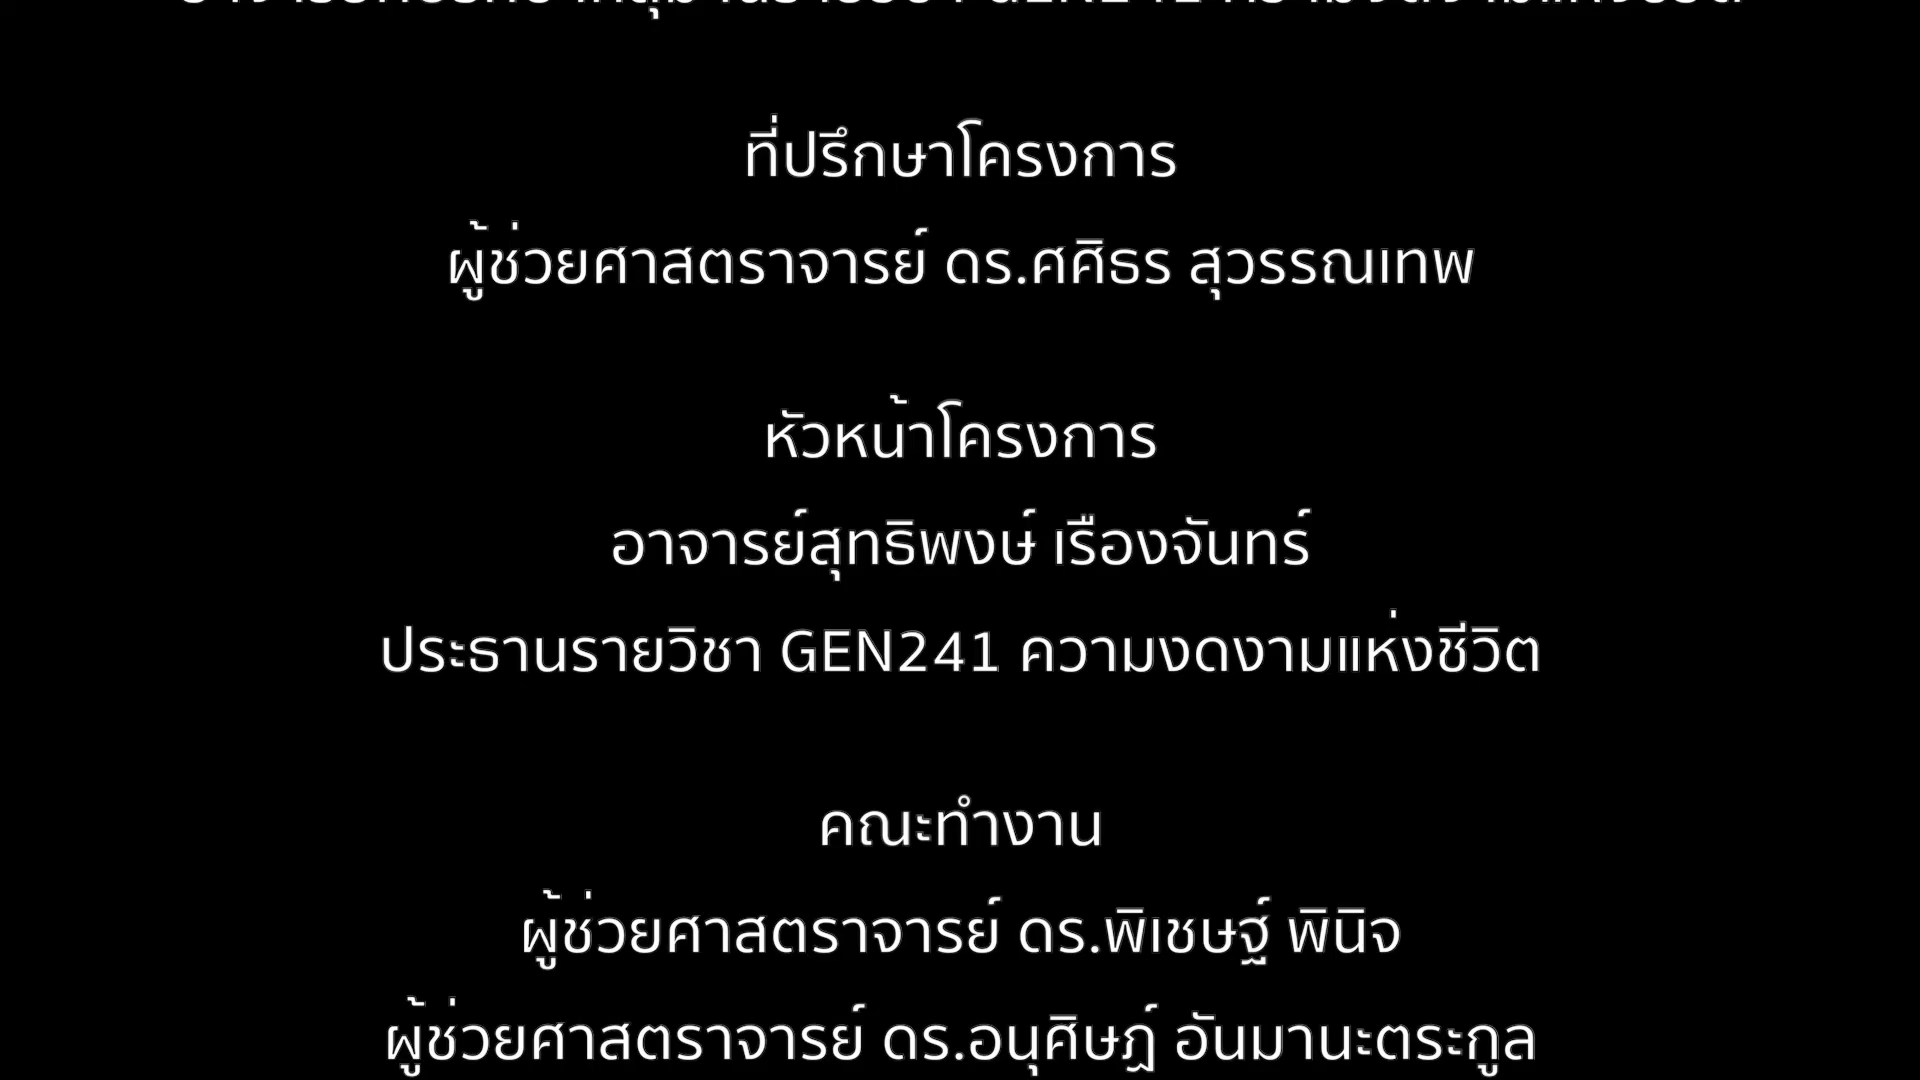 ที่ปรึกษาโครงการ
ผู้ช่วยศาสตราจารย์ ดร.ศศิธร สุวรรณเทพ
หัวหน้าโครงการ
อาจารย์สุทธิพงษ์ เรืองจันทร์
ประธานรายวิชา GEN241 ความงดงามแห่งชีวิต
คณะทำงาน
ผู้ช่วยศาสตราจารย์ ดร.พิเชษฐ์ พินิจ
ผู้ช่วยศาสตราจารย์ ดร.อนุศิษฏ์ อันมานะตระกูล